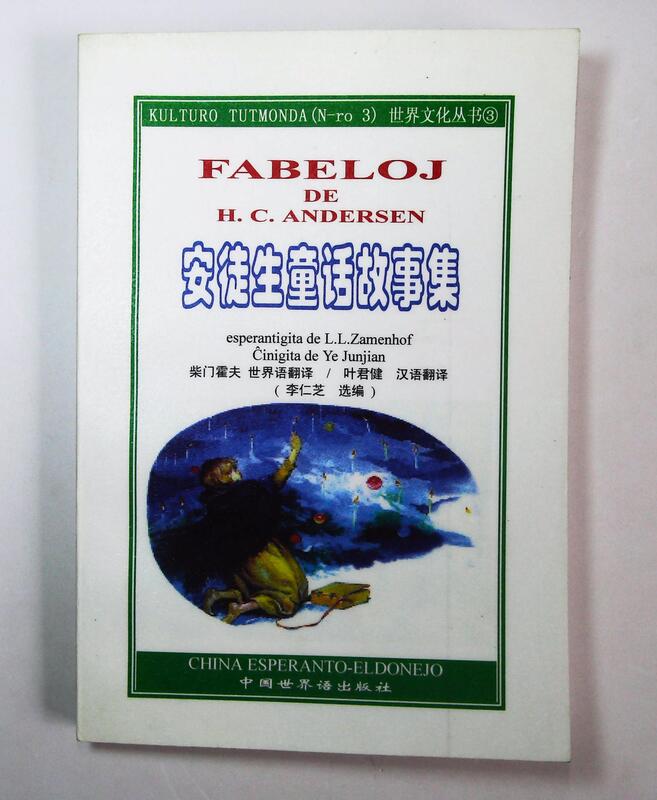 KULTURO TUTMONDA(N-ro 3) 世界文化丛书③
FABELOJ
DE
H. C. ANDERSEN
安徒生童话故事集
esperantigita de L.L.Zamenhof
Ĉinigita de Ye Junjian
柴门霍夫 世界语翻译 / 叶君健 汉语翻译
( 李仁芝 选编 )
CHINA ESPERANTO-ELDONEJO
中国世界语出版社